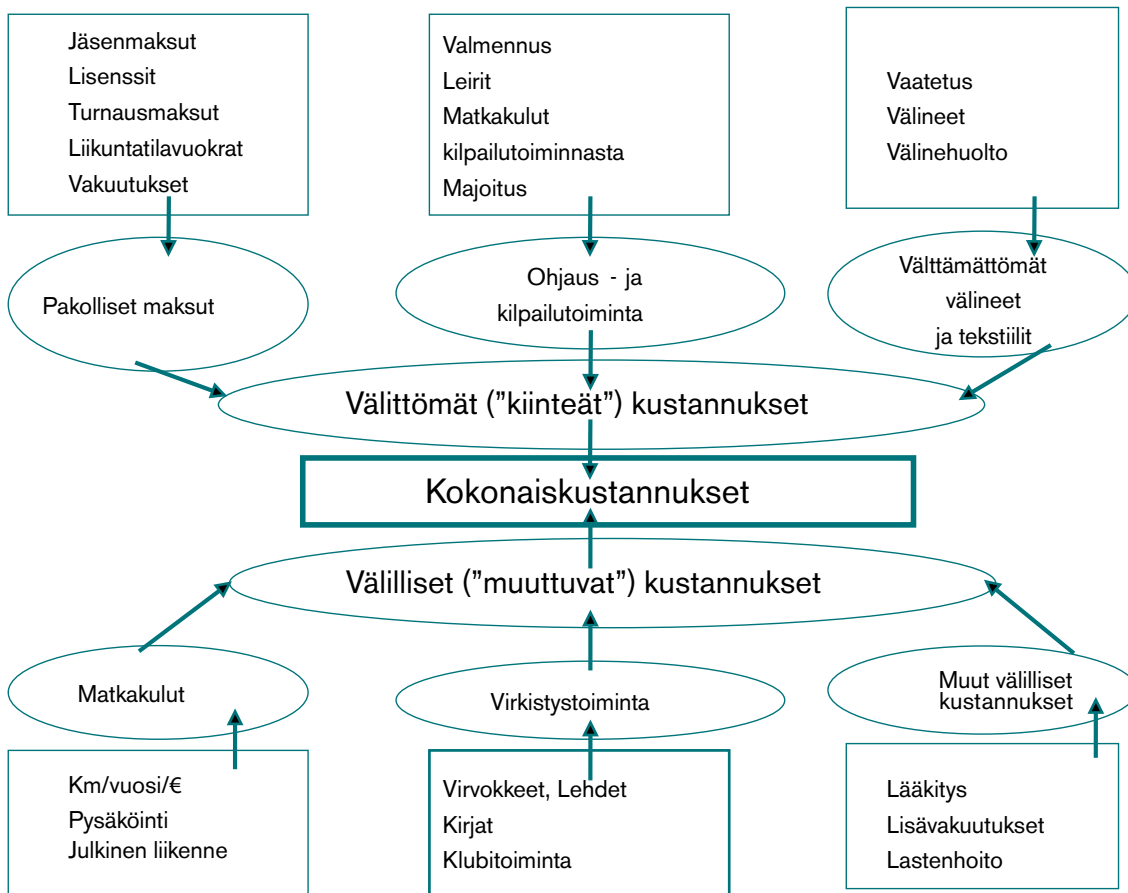 Jäsenmaksut
Lisenssit
Turnausmaksut
Liikuntatilavuokrat
Vakuutukset
Valmennus
Leirit
Matkakulut
kilpailutoiminnasta
Majoitus
Vaatetus
Välineet
Välinehuolto
Pakolliset maksut
Ohjaus - ja
kilpailutoiminta
Välttämättömät
välineet
ja tekstiilit
Välittömät (”kiinteät”) kustannukset
Kokonaiskustannukset
Välilliset (”muuttuvat”) kustannukset
Matkakulut
Virkistystoiminta
Muut välilliset
kustannukset
Km/vuosi/€
Pysäköinti
Julkinen liikenne
Virvokkeet, Lehdet
Kirjat
Klubitoiminta
Lääkitys
Lisävakuutukset
Lastenhoito